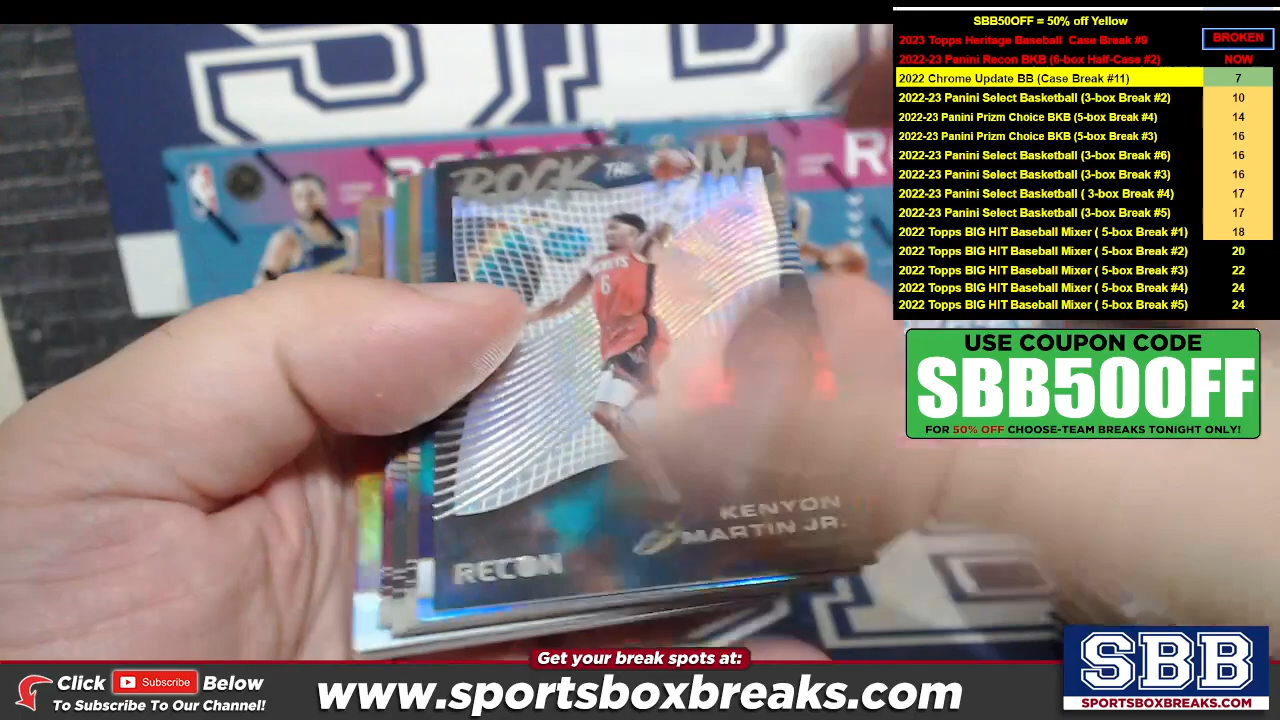 SBB50OFF = 50% off Yellow
2023 Topps Heritage Baseball Case Break #9 BROKEN
2022-23 Panini Recon BKB (6-box Half-Case #2) NOW
2022 Chrome Update BB (Case Break #11) 7
2022-23 Panini Select Basketball (3-box Break #2) 10
2022-23 Panini Prizm Choice BKB (5-box Break #4) 14
2022-23 Panini Prizm Choice BKB (5-box Break #3) 16
2022-23 Panini Select Basketball (3-box Break #6) 16
2022-23 Panini Select Basketball (3-box Break #3) 16
2022-23 Panini Select Basketball ( 3-box Break #4) 17
2022-23 Panini Select Basketball (3-box Break #5) 17
2022 Topps BIG HIT Baseball Mixer ( 5-box Break #1) 18
2022 Topps BIG HIT Baseball Mixer ( 5-box Break #2) 20
2022 Topps BIG HIT Baseball Mixer ( 5-box Break #3) 22
2022 Topps BIG HIT Baseball Mixer ( 5-box Break #4) 24
2022 Topps BIG HIT Baseball Mixer ( 5-box Break #5) 24
USE COUPON CODE
SBB50OFF
FOR 50% OFF CHOOSE-TEAM BREAKS TONIGHT ONLY!
ROCK THE RIM
6
KENYON
MARTIN JR.
RECON
Get your break spots at:
Click Subscribe Below
To Subscribe To Our Channel!
www.sportsboxbreaks.com
SBB
SPORTSBOXBREAKS.COM